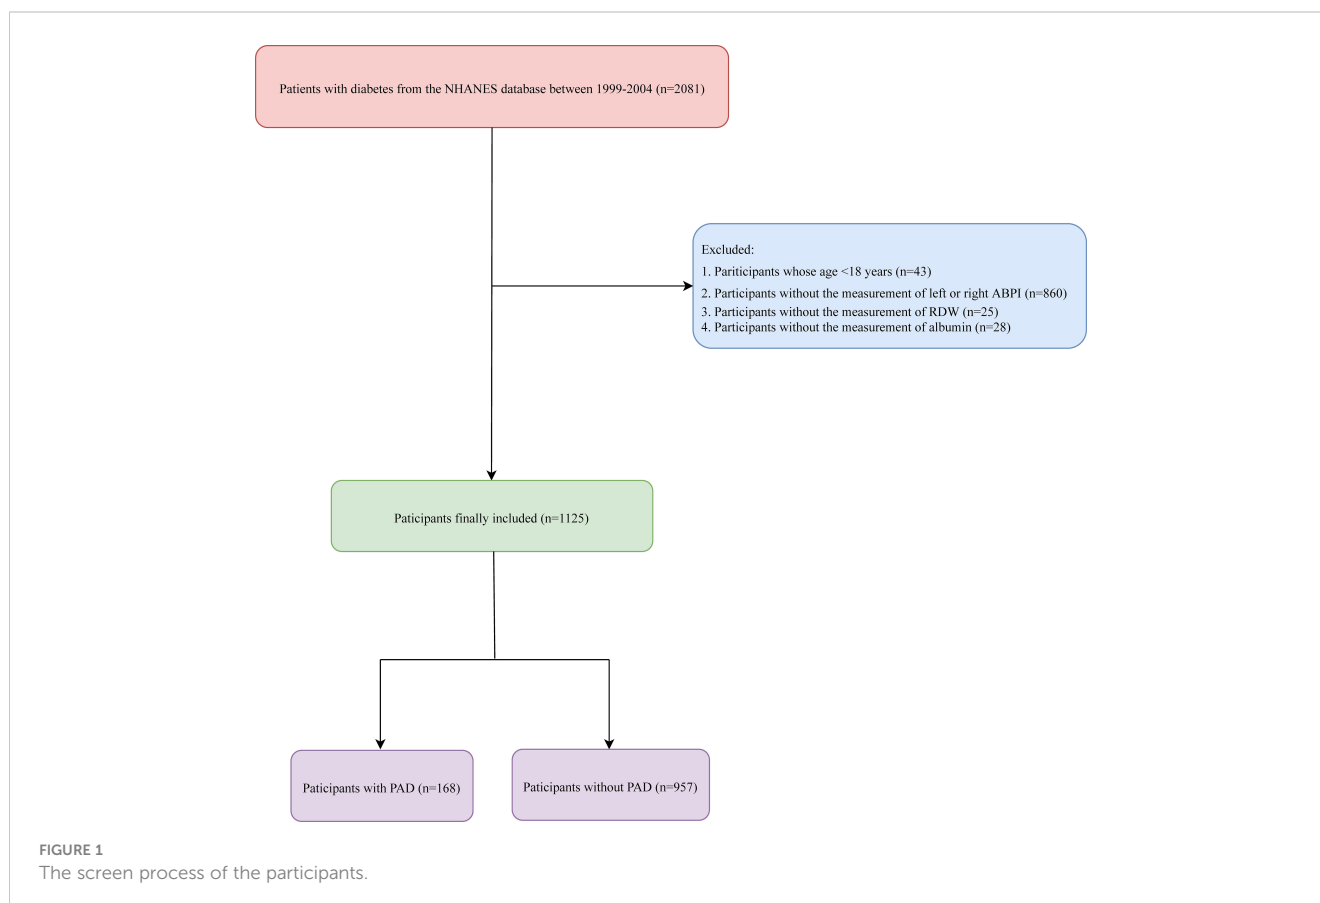 Patients with diabetes from the NHANES database between 1999-2004 (n=2081)
Excluded:
1. Pariticipants whose age <18 years (n=43)
2. Participants without the measurement of left or right ABPI (n=860)
3. Participants without the measurement of RDW (n=25)
4. Participants without the measurement of albumin (n=28)
Paticipants finally included (n=1125)
Paticipants with PAD (n=168)
Paticipants without PAD (n=957)
FIGURE 1
The screen process of the participants.